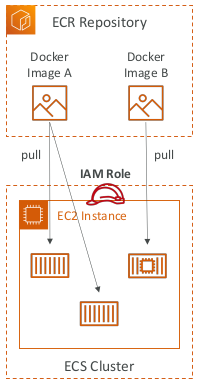 ECR Repository
Docker
Image A
Docker
Image B
pull
pull
IAM Role
EC2 Instance
ECS Cluster